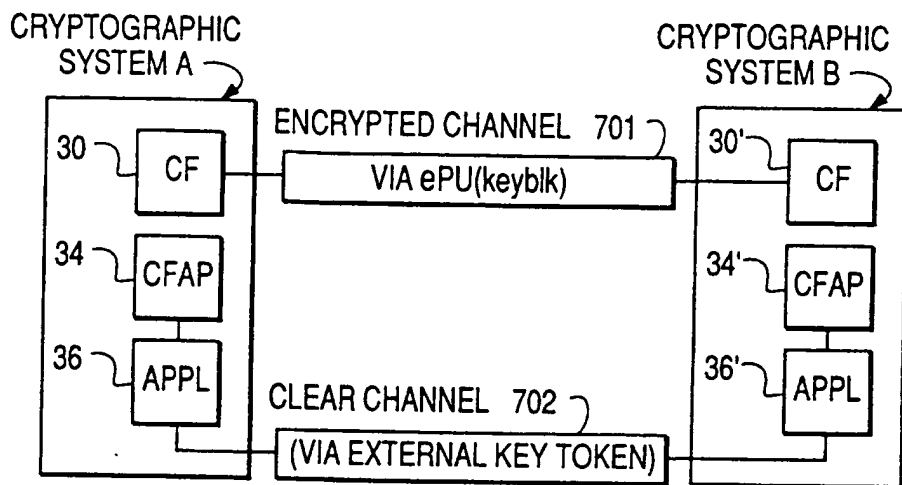 CRYPTOGRAPHIC
SYSTEM A
CRYPTOGRAPHIC
SYSTEM B
ENCRYPTED CHANNEL 701
30
CF
VIA ePU(keyblk)
30'
CF
34
CFAP
34'
CFAP
36
APPL
36'
APPL
CLEAR CHANNEL 702
(VIA EXTERNAL KEY TOKEN)